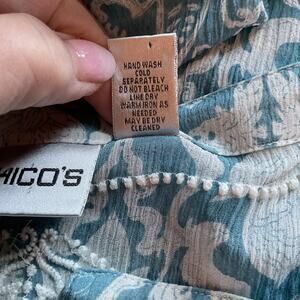 HAND WASH
COLD
SEPARATELY
DO NOT BLEACH
LINE DRY
WARM IRON AS
NEEDED
MAY BE DRY
CLEANED
HICO'S